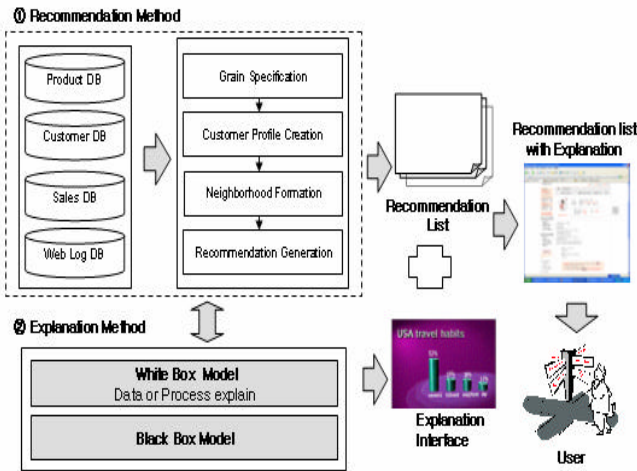 ① Recommendation Method
Product DB
Customer DB
Sales DB
Web Log DB
Grain Specification
Customer Profile Creation
Neighborhood Formation
Recommendation Generation
Recommendation
List
Recommendation list
with Explanation
② Explanation Method
White Box Model
Data or Process explain
Black Box Model
USA travel habits
Explanation
Interface
User